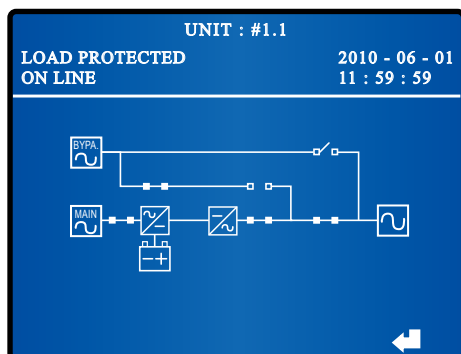 UNIT : #1.1
LOAD PROTECTED
2010 - 06 - 01
ON LINE
11 : 59 : 59
BYPA.
MAIN